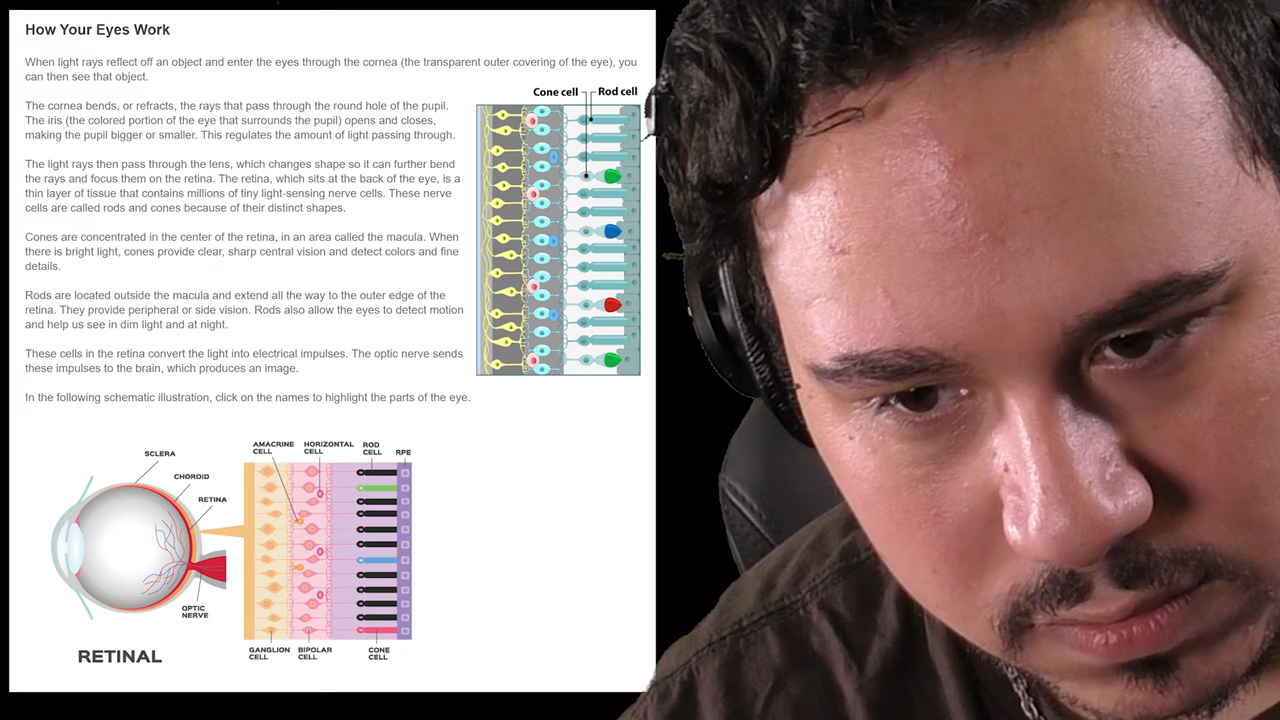 How Your Eyes Work
When light rays reflect off an object and enter the eyes through the cornea (the transparent outer covering of the eye), you
can then see that object.
The cornea bends, or refracts, the rays that pass through the round hole of the pupil.
The iris (the colored portion of the eye that surrounds the pupil) opens and closes,
making the pupil bigger or smaller. This regulates the amount of light passing through.
The light rays then pass through the lens, which changes shape so it can further bend
the rays and focus them on the retina. The retina, which sits at the back of the eye, is a
thin layer of tissue that contains millions of tiny light-sensing nerve cells. These nerve
cells are called rods and cones because of their distinct shapes.
Cones are concentrated in the center of the retina, in an area called the macula. When
there is bright light, cones provide clear, sharp central vision and detect colors and fine
details.
Rods are located outside the macula and extend all the way to the outer edge of the
retina. They provide peripheral or side vision. Rods also allow the eyes to detect motion
and help us see in dim light and at night.
These cells in the retina convert the light into electrical impulses. The optic nerve sends
these impulses to the brain, which produces an image.
In the following schematic illustration, click on the names to highlight the parts of the eye.
Cone cell
Rod cell
SCLERA
CHOROID
RETINA
OPTIC
NERVE
RETINAL
AMACRINE
CELL
HORIZONTAL
CELL
ROD
CELL
RPE
GANGLION
CELL
BIPOLAR
CELL
CONE
CELL